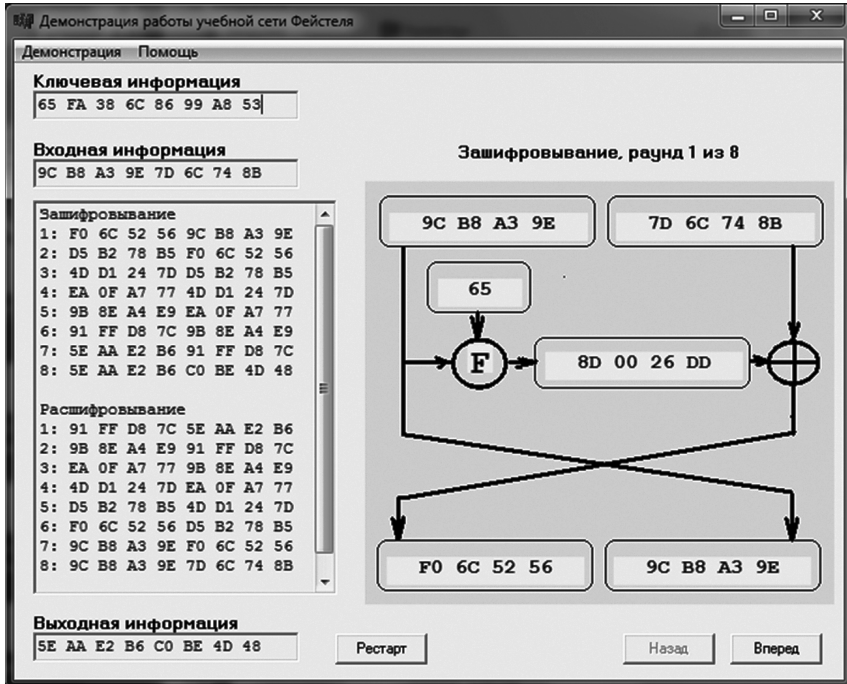 Демонстрация работы учебной сети Фейстеля
Демонстрация Помощь
Ключевая информация
65 FA 38 6C 86 99 A8 53
Входная информация
9C B8 A3 9E 7D 6C 74 8B
Зашифровывание
1: F0 6C 52 56 9C B8 A3 9E
2: D5 B2 78 B5 F0 6C 52 56
3: 4D D1 24 7D D5 B2 78 B5
4: EA 0F A7 77 4D D1 24 7D
5: 9B 8E A4 E9 EA 0F A7 77
6: 91 FF D8 7C 9B 8E A4 E9
7: 5E AA E2 B6 91 FF D8 7C
8: 5E AA E2 B6 C0 BE 4D 48
Расшифровывание
1: 91 FF D8 7C 5E AA E2 B6
2: 9B 8E A4 E9 91 FF D8 7C
3: EA 0F A7 77 9B 8E A4 E9
4: 4D D1 24 7D EA 0F A7 77
5: D5 B2 78 B5 4D D1 24 7D
6: F0 6C 52 56 D5 B2 78 B5
7: 9C B8 A3 9E F0 6C 52 56
8: 9C B8 A3 9E 7D 6C 74 8B
Выходная информация
5E AA E2 B6 C0 BE 4D 48
Зашифровывание, раунд 1 из 8
9C B8 A3 9E 7D 6C 74 8B
65
F 8D 00 26 DD
F0 6C 52 56 9C B8 A3 9E
Рестарт Назад Вперед